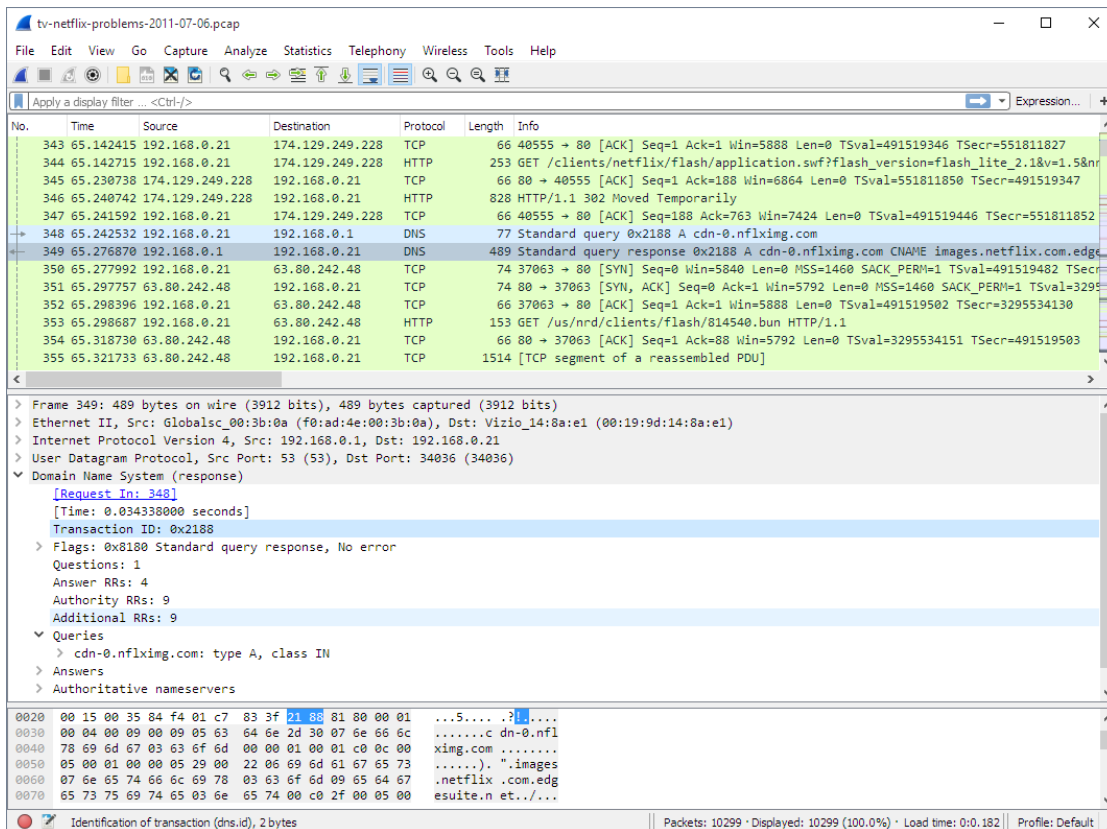 tv-netflix-problems-2011-07-06.pcap
File Edit View Go Capture Analyze Statistics Telephony Wireless Tools Help
Apply a display filter ... <Ctrl-/> Expression... +
No. Time Source Destination Protocol Length Info
343 65.142415 192.168.0.21 174.129.249.228 TCP 66 40555 → 80 [ACK] Seq=1 Ack=1 Win=5888 Len=0 TSval=491519346 TSecr=551811827
344 65.142715 192.168.0.21 174.129.249.228 HTTP 253 GET /clients/netflix/flash/application.swf?flash_version=flash_lite_2.1&v=1.5&nr
345 65.230738 174.129.249.228 192.168.0.21 TCP 66 80 → 40555 [ACK] Seq=1 Ack=188 Win=6864 Len=0 TSval=551811850 TSecr=491519347
346 65.240742 174.129.249.228 192.168.0.21 HTTP 828 HTTP/1.1 302 Moved Temporarily
347 65.241592 192.168.0.21 174.129.249.228 TCP 66 40555 → 80 [ACK] Seq=188 Ack=763 Win=7424 Len=0 TSval=491519446 TSecr=551811852
348 65.242532 192.168.0.21 192.168.0.1 DNS 77 Standard query 0x2188 A cdn-0.nflximg.com
349 65.276870 192.168.0.1 192.168.0.21 DNS 489 Standard query response 0x2188 A cdn-0.nflximg.com CNAME images.netflix.com.edge
350 65.277992 192.168.0.21 63.80.242.48 TCP 74 37063 → 80 [SYN] Seq=0 Win=5840 Len=0 MSS=1460 SACK_PERM=1 TSval=491519482 TSecr
351 65.297757 63.80.242.48 192.168.0.21 TCP 74 80 → 37063 [SYN, ACK] Seq=0 Ack=1 Win=5792 Len=0 MSS=1460 SACK_PERM=1 TSval=3295
352 65.298396 192.168.0.21 63.80.242.48 TCP 66 37063 → 80 [ACK] Seq=1 Ack=1 Win=5888 Len=0 TSval=491519502 TSecr=3295534130
353 65.298687 192.168.0.21 63.80.242.48 HTTP 153 GET /us/nrd/clients/flash/814540.bun HTTP/1.1
354 65.318730 63.80.242.48 192.168.0.21 TCP 66 80 → 37063 [ACK] Seq=1 Ack=88 Win=5792 Len=0 TSval=3295534151 TSecr=491519503
355 65.321733 63.80.242.48 192.168.0.21 TCP 1514 [TCP segment of a reassembled PDU]
Frame 349: 489 bytes on wire (3912 bits), 489 bytes captured (3912 bits)
Ethernet II, Src: Globalsc_00:3b:0a (f0:ad:4e:00:3b:0a), Dst: Vizio_14:8a:e1 (00:19:9d:14:8a:e1)
Internet Protocol Version 4, Src: 192.168.0.1, Dst: 192.168.0.21
User Datagram Protocol, Src Port: 53 (53), Dst Port: 34036 (34036)
Domain Name System (response)
[Request In: 348]
[Time: 0.034338000 seconds]
Transaction ID: 0x2188
Flags: 0x8180 Standard query response, No error
Questions: 1
Answer RRs: 4
Authority RRs: 9
Additional RRs: 9
Queries
cdn-0.nflximg.com: type A, class IN
Answers
Authoritative nameservers
0020 00 15 00 35 84 f4 01 c7 83 3f 21 88 81 80 00 01 ...5.... .?!.....
0030 00 04 00 09 00 09 05 63 64 6e 2d 30 07 6e 66 6c .......c dn-0.nfl
0040 78 69 6d 67 03 63 6f 6d 00 00 01 00 01 c0 0c 00 ximg.com ........
0050 05 00 01 00 00 05 29 00 22 06 69 6d 61 67 65 73 ......). ".images
0060 07 6e 65 74 66 6c 69 78 03 63 6f 6d 09 65 64 67 .netflix .com.edg
0070 65 73 75 69 74 65 03 6e 65 74 00 c0 2f 00 05 00 esuite.n et../...
Identification of transaction (dns.id), 2 bytes Packets: 10299 · Displayed: 10299 (100.0%) · Load time: 0:0.182 Profile: Default